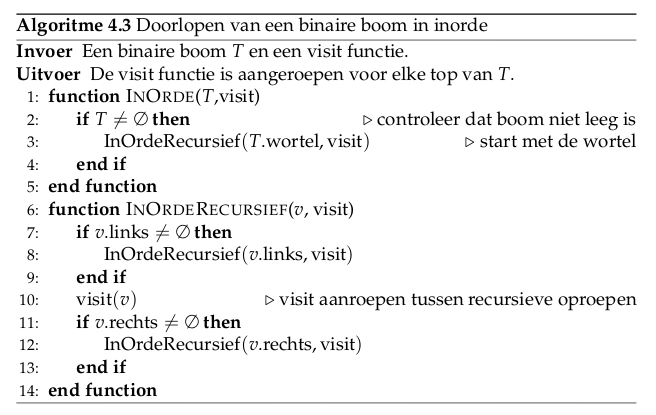 Algoritme 4.3 Doorlopen van een binaire boom in inorde
Invoer Een binaire boom T en een visit functie.
Uitvoer De visit functie is aangeroepen voor elke top van T.
1: function INORDE(T,visit)
2: if T ≠ ∅ then ▷ controleer dat boom niet leeg is
3: InOrdeRecursief(T.wortel, visit) ▷ start met de wortel
4: end if
5: end function
6: function INORDERECURSIEF(v, visit)
7: if v.links ≠ ∅ then
8: InOrdeRecursief(v.links, visit)
9: end if
10: visit(v) ▷ visit aanroepen tussen recursieve oproepen
11: if v.rechts ≠ ∅ then
12: InOrdeRecursief(v.rechts, visit)
13: end if
14: end function